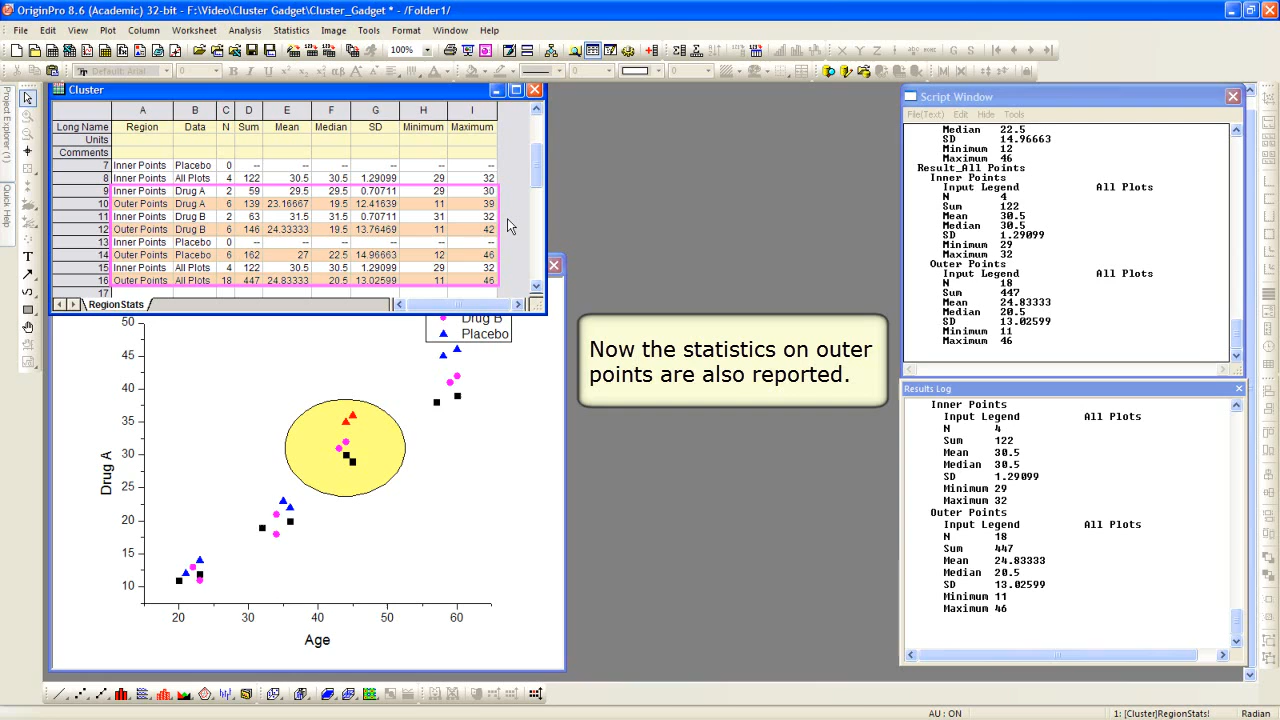 OriginPro 8.6 (Academic) 32-bit - F:\Video\Cluster Gadget\Cluster_Gadget * - /Folder1/
File Edit View Plot Column Worksheet Analysis Statistics Image Tools Format Window Help
100%
Default: Arial 0 0 0
Project Explorer (1)
Quick Help
Cluster
A B C D E F G H I
Long Name Region Data N Sum Mean Median SD Minimum Maximum
Units
Comments
7 Inner Points Placebo 0 -- -- -- -- -- --
8 Inner Points All Plots 4 122 30.5 30.5 1.29099 29 32
9 Inner Points Drug A 2 59 29.5 29.5 0.70711 29 30
10 Outer Points Drug A 6 139 23.16667 19.5 12.41639 11 39
11 Inner Points Drug B 2 63 31.5 31.5 0.70711 31 32
12 Outer Points Drug B 6 146 24.33333 19.5 13.76469 11 42
13 Inner Points Placebo 0 -- -- -- -- -- --
14 Outer Points Placebo 6 162 27 22.5 14.96663 12 46
15 Inner Points All Plots 4 122 30.5 30.5 1.29099 29 32
16 Outer Points All Plots 18 447 24.83333 20.5 13.02599 11 46
17
RegionStats
Drug B
Placebo
50
45
40
35
30
25
20
15
10
Drug A
20 30 40 50 60
Age
Now the statistics on outer
points are also reported.
Script Window
File(Text) Edit Hide Tools
Median 22.5
SD 14.96663
Minimum 12
Maximum 46
Result_All Points
Inner Points
Input Legend All Plots
N 4
Sum 122
Mean 30.5
Median 30.5
SD 1.29099
Minimum 29
Maximum 32
Outer Points
Input Legend All Plots
N 18
Sum 447
Mean 24.83333
Median 20.5
SD 13.02599
Minimum 11
Maximum 46
Results Log
Inner Points
Input Legend All Plots
N 4
Sum 122
Mean 30.5
Median 30.5
SD 1.29099
Minimum 29
Maximum 32
Outer Points
Input Legend All Plots
N 18
Sum 447
Mean 24.83333
Median 20.5
SD 13.02599
Minimum 11
Maximum 46
AU : ON 1: [Cluster]RegionStats! Radian